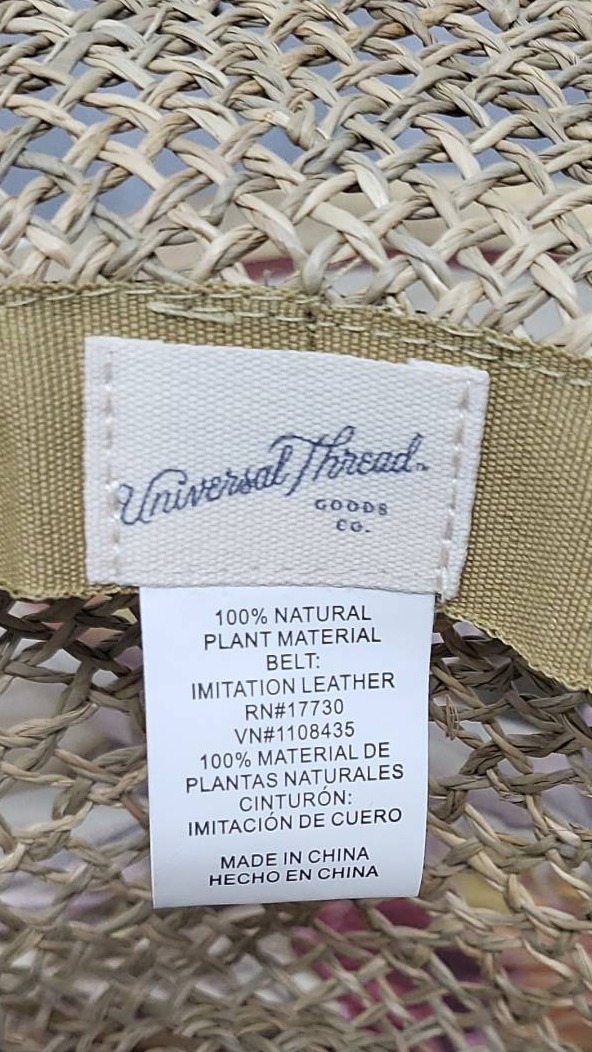 Universal Thread™
GOODS
CO.
100% NATURAL
PLANT MATERIAL
BELT:
IMITATION LEATHER
RN#17730
VN#1108435
100% MATERIAL DE
PLANTAS NATURALES
CINTURÓN:
IMITACIÓN DE CUERO
MADE IN CHINA
HECHO EN CHINA